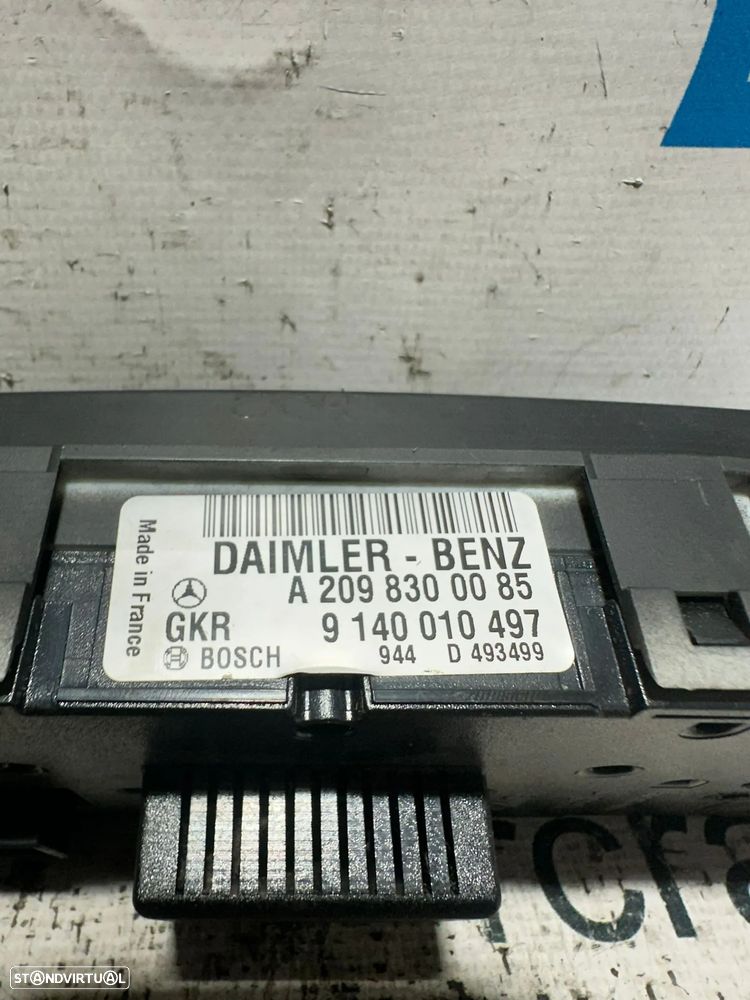 Made in France
DAIMLER - BENZ
A 209 830 00 85
GKR 9 140 010 497
BOSCH 944 D 493499
STANDVIRTUAL